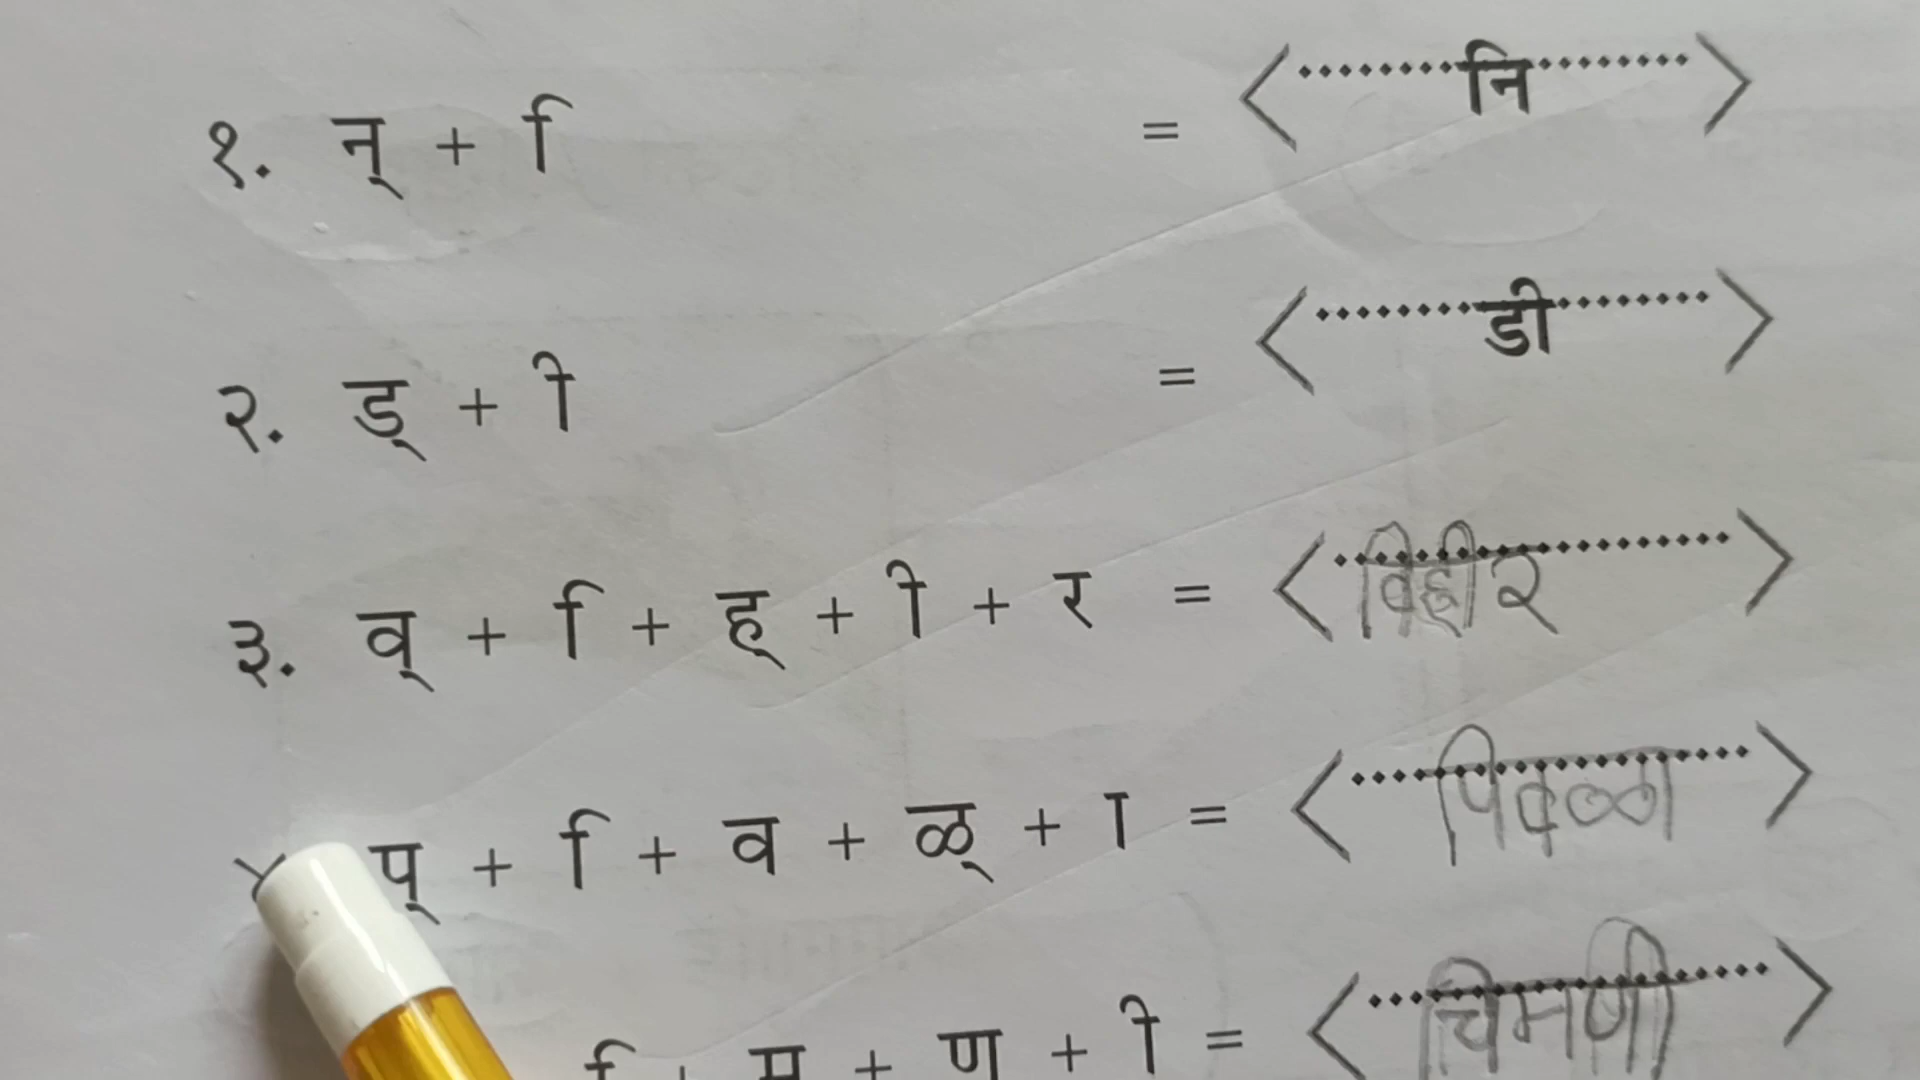 १. न् + ि = < नि >
२. ड् + ी = < डी >
३. व् + ि + ह् + ी + र = < विहीर >
प् + ि + व + ळ् + ा = < पिवळा >
ि + म + ण + ी = < चिमणी >